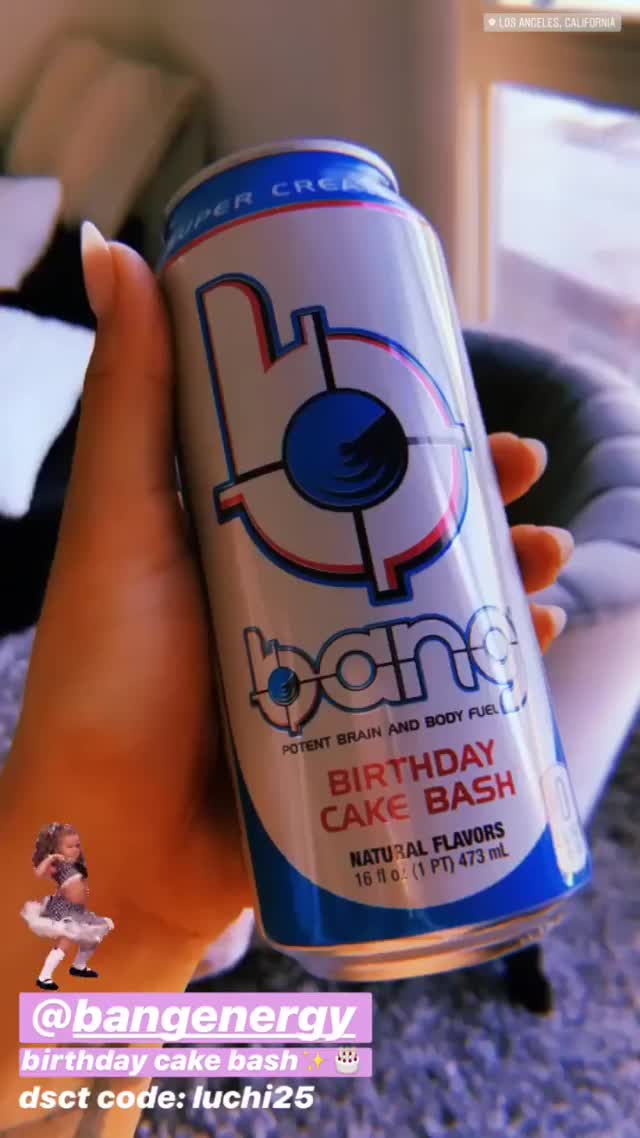 LOS ANGELES, CALIFORNIA
SUPER CREA
b
bang
POTENT BRAIN AND BODY FUEL
BIRTHDAY
CAKE BASH
NATURAL FLAVORS
16 fl oz (1 PT) 473 mL
@bangenergy
birthday cake bash✨🎂
dsct code: luchi25